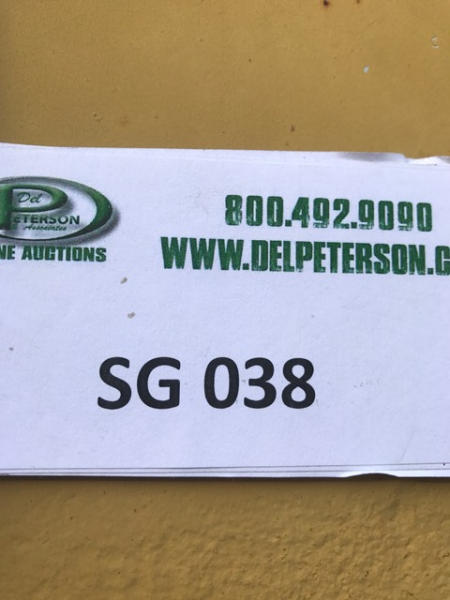 Del
PETERSON
Associates
NE AUCTIONS
800.492.9090
WWW.DELPETERSON.C
SG 038